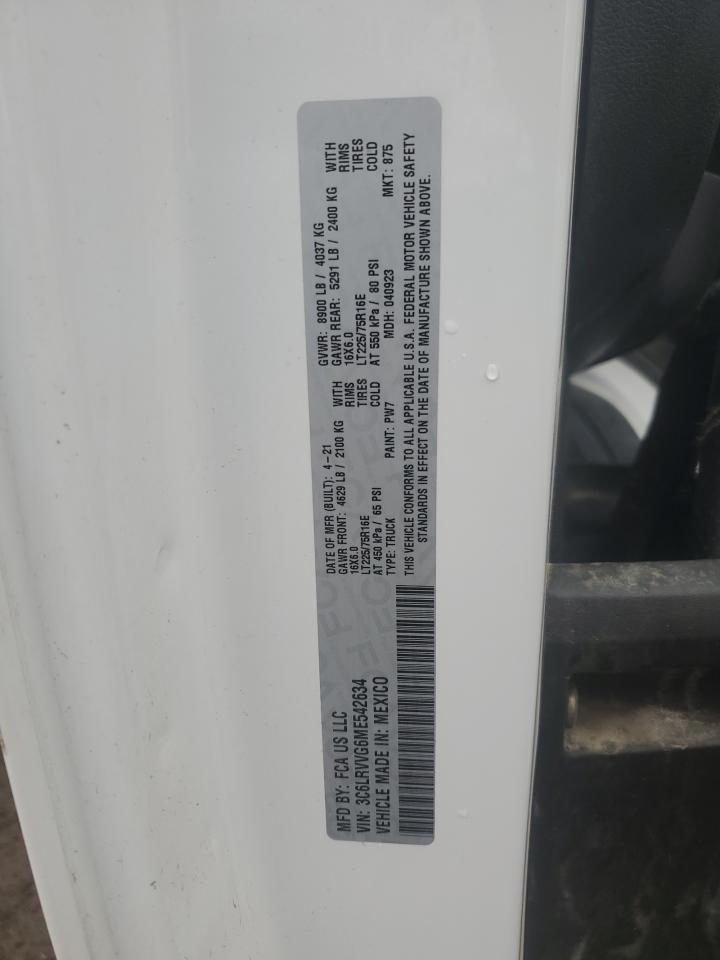 MFD BY: FCA US LLC
VIN: 3C6LRVVG6ME542634
VEHICLE MADE IN: MEXICO
DATE OF MFR (BUILT): 4-21
GAWR FRONT: 4629 LB / 2100 KG WITH
16X6.0 RIMS
LT225/75R16E TIRES
AT 450 kPa / 65 PSI COLD
TYPE: TRUCK PAINT: PW7
GVWR: 8900 LB / 4037 KG
GAWR REAR: 5291 LB / 2400 KG WITH
16X6.0 RIMS
LT225/75R16E TIRES
AT 550 kPa / 80 PSI COLD
MDH: 040923 MKT: 875
THIS VEHICLE CONFORMS TO ALL APPLICABLE U.S.A. FEDERAL MOTOR VEHICLE SAFETY
STANDARDS IN EFFECT ON THE DATE OF MANUFACTURE SHOWN ABOVE.